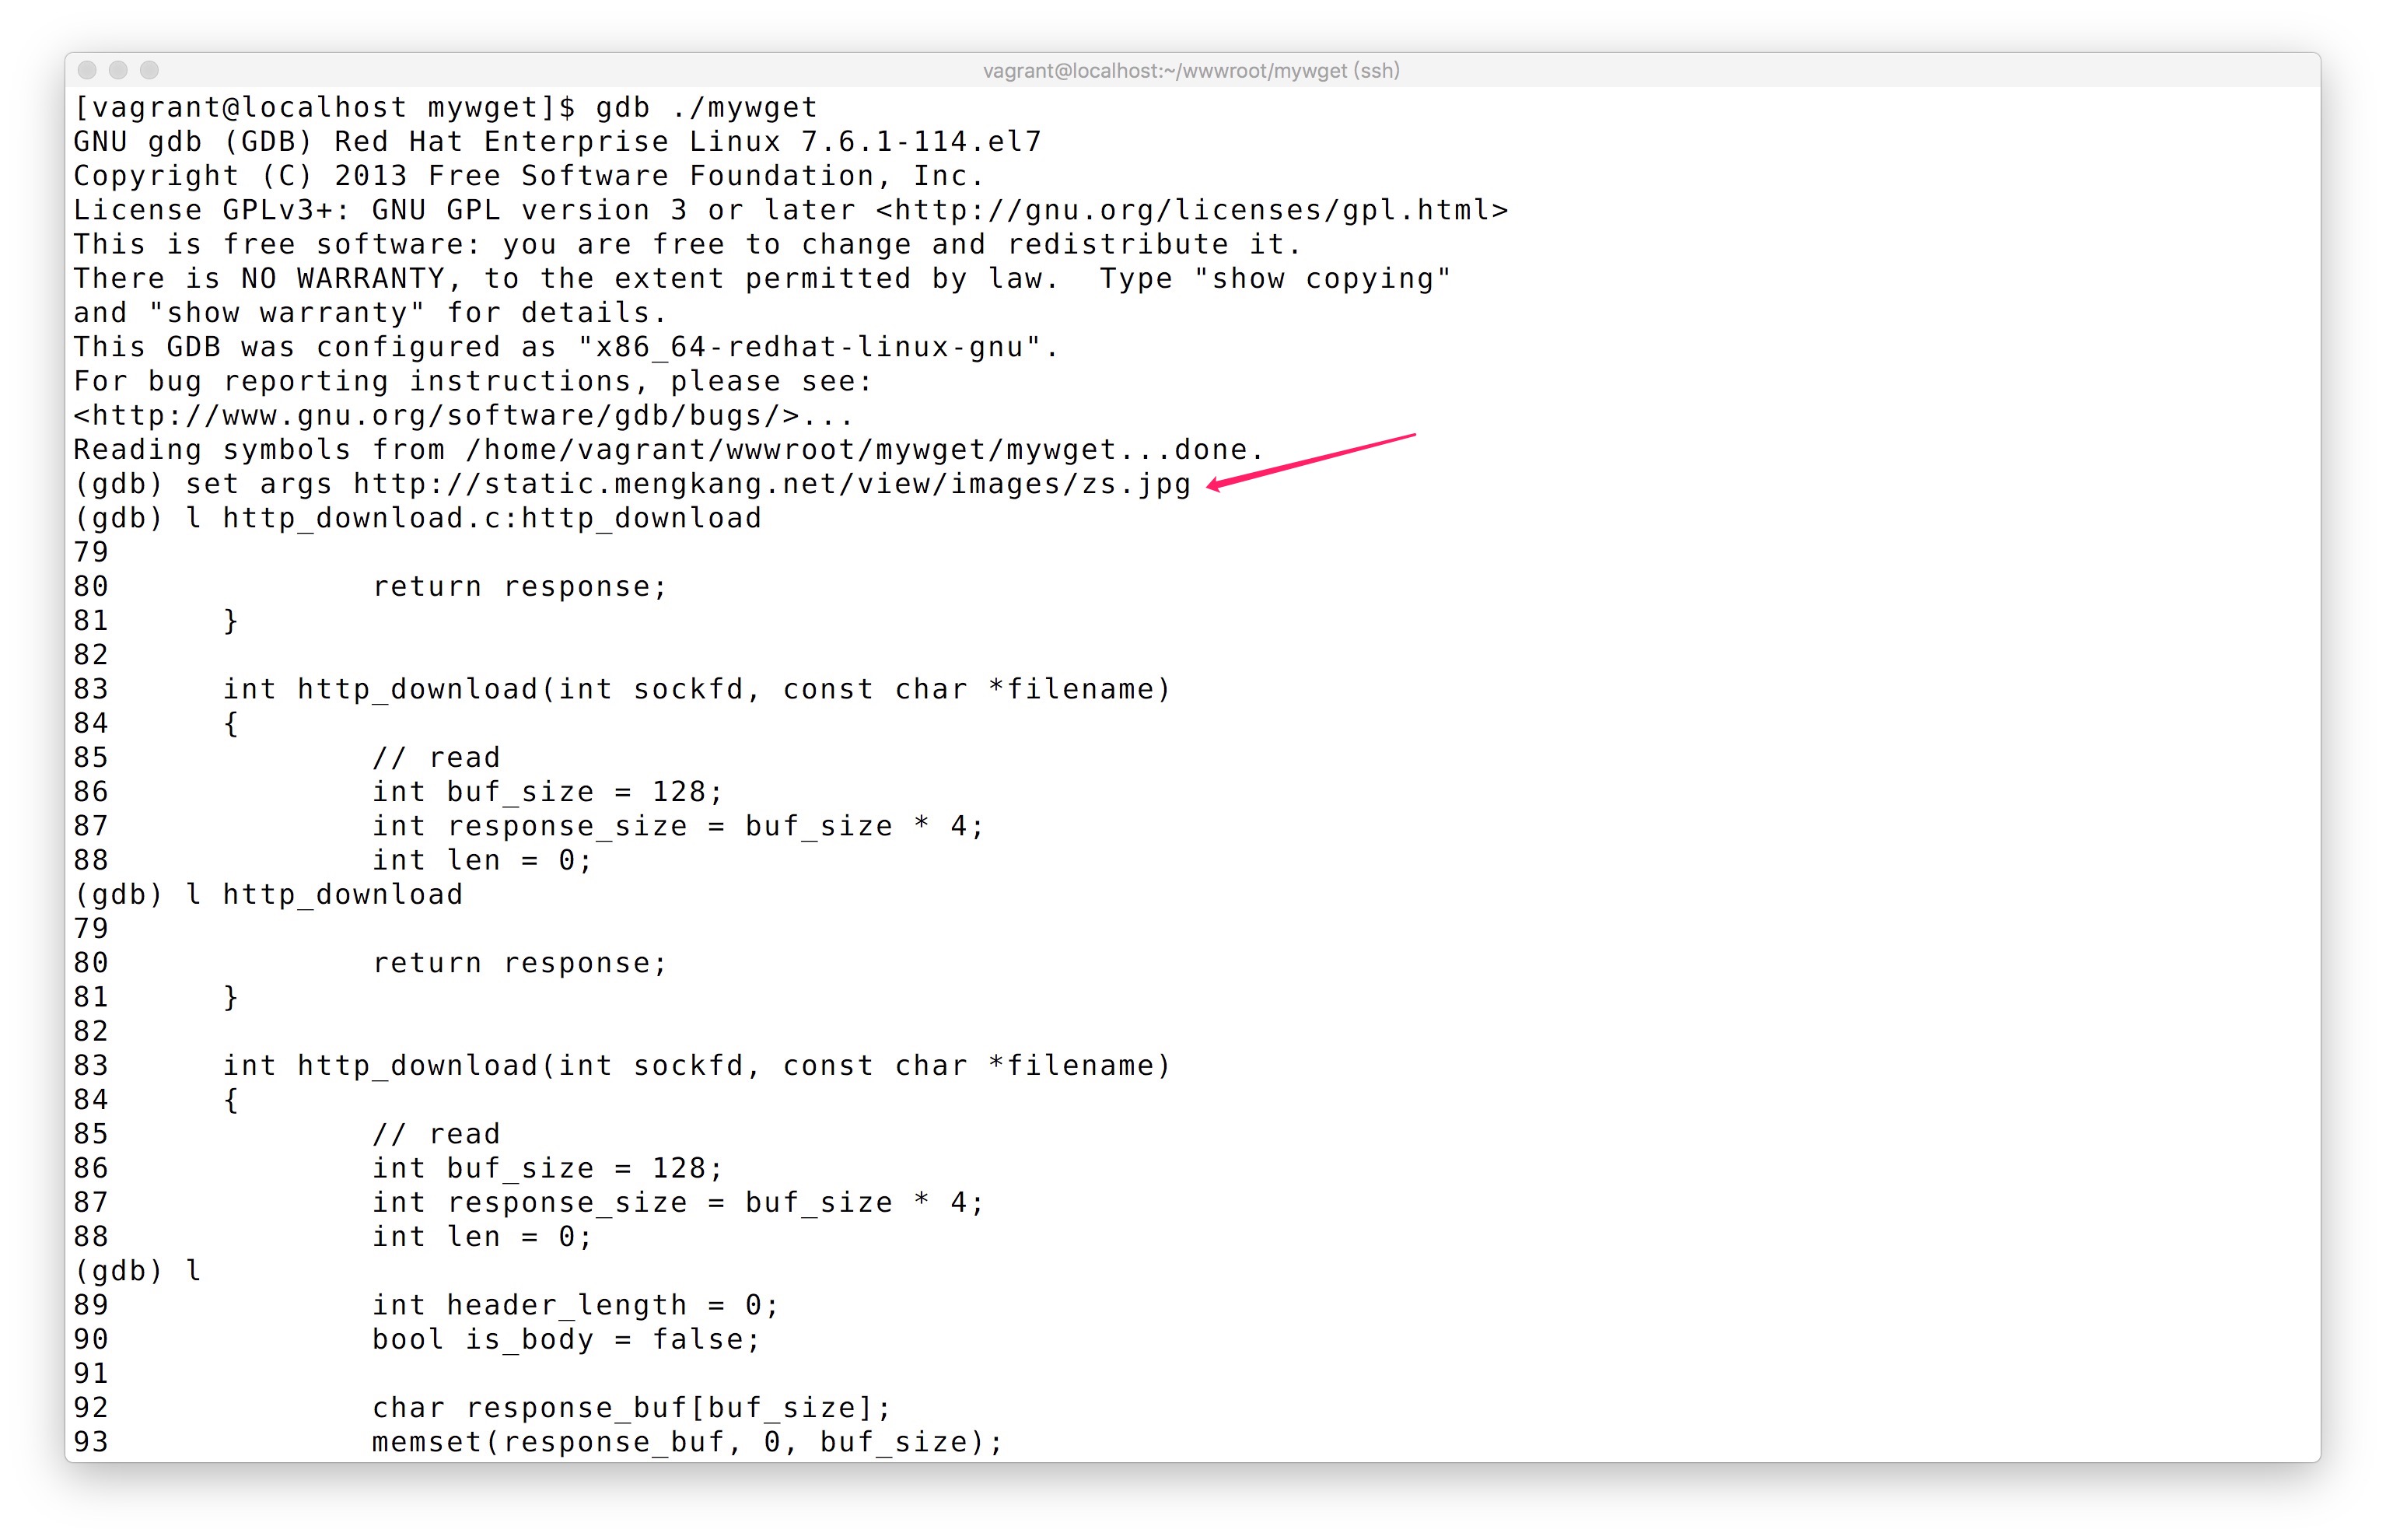 vagrant@localhost:~/wwwroot/mywget (ssh)
[vagrant@localhost mywget]$ gdb ./mywget
GNU gdb (GDB) Red Hat Enterprise Linux 7.6.1-114.el7
Copyright (C) 2013 Free Software Foundation, Inc.
License GPLv3+: GNU GPL version 3 or later <http://gnu.org/licenses/gpl.html>
This is free software: you are free to change and redistribute it.
There is NO WARRANTY, to the extent permitted by law.  Type "show copying"
and "show warranty" for details.
This GDB was configured as "x86_64-redhat-linux-gnu".
For bug reporting instructions, please see:
<http://www.gnu.org/software/gdb/bugs/>...
Reading symbols from /home/vagrant/wwwroot/mywget/mywget...done.
(gdb) set args http://static.mengkang.net/view/images/zs.jpg
(gdb) l http_download.c:http_download
79
80              return response;
81      }
82
83      int http_download(int sockfd, const char *filename)
84      {
85              // read
86              int buf_size = 128;
87              int response_size = buf_size * 4;
88              int len = 0;
(gdb) l http_download
79
80              return response;
81      }
82
83      int http_download(int sockfd, const char *filename)
84      {
85              // read
86              int buf_size = 128;
87              int response_size = buf_size * 4;
88              int len = 0;
(gdb) l
89              int header_length = 0;
90              bool is_body = false;
91
92              char response_buf[buf_size];
93              memset(response_buf, 0, buf_size);